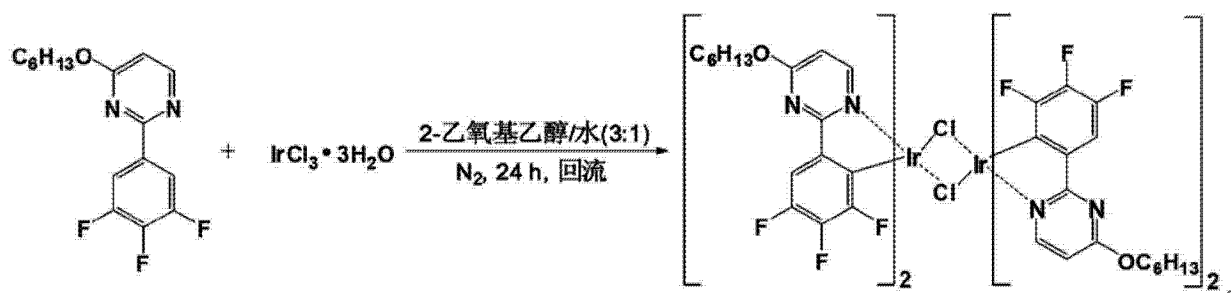 C₆H₁₃O
N
N
F
F
F
+
IrCl₃ • 3H₂O
2-乙氧基乙醇/水(3:1)
N₂, 24 h, 回流
C₆H₁₃O
N
N
F
F
F
Ir
Cl
Cl
Ir
2
F
F
F
N
N
OC₆H₁₃
2